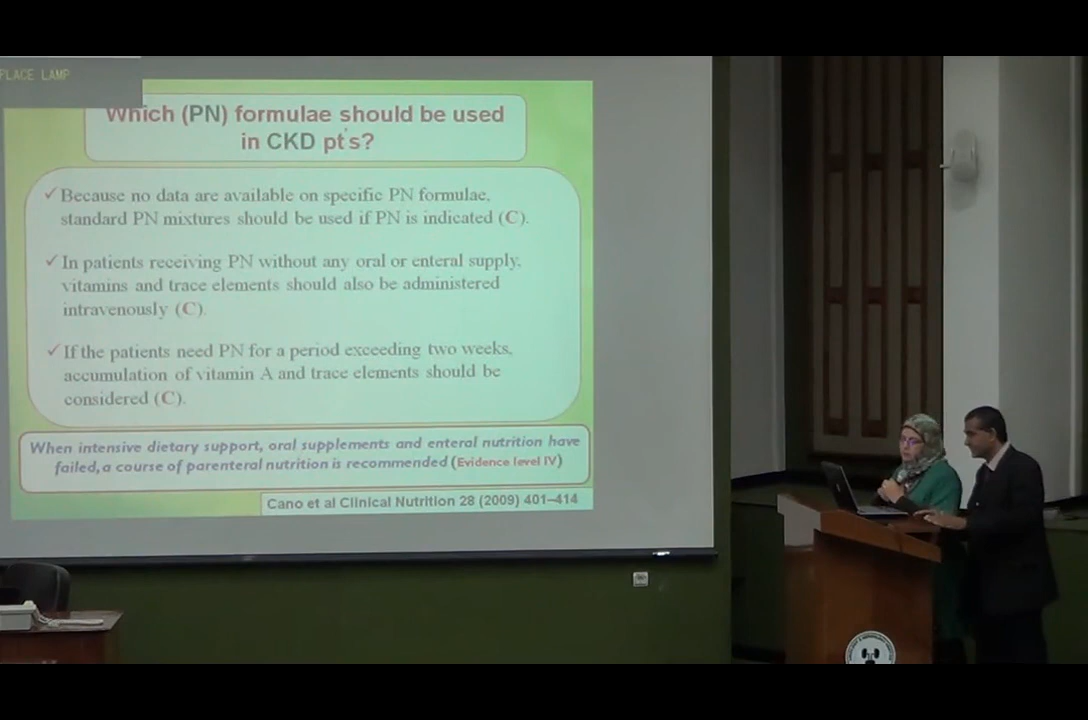 PLACE LAMP
Which (PN) formulae should be used
in CKD pt's?
✓Because no data are available on specific PN formulae,
standard PN mixtures should be used if PN is indicated (C).
✓In patients receiving PN without any oral or enteral supply,
vitamins and trace elements should also be administered
intravenously (C).
✓If the patients need PN for a period exceeding two weeks,
accumulation of vitamin A and trace elements should be
considered (C).
When intensive dietary support, oral supplements and enteral nutrition have
failed, a course of parenteral nutrition is recommended (Evidence level IV)
Cano et al Clinical Nutrition 28 (2009) 401–414